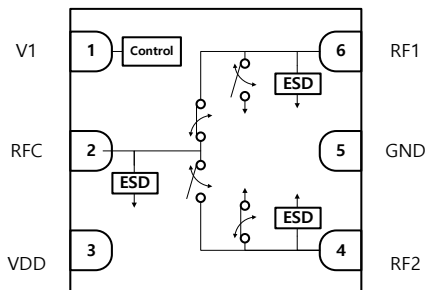 V1 1 Control 6 RF1
ESD
RFC 2 5 GND
ESD ESD
VDD 3 4 RF2